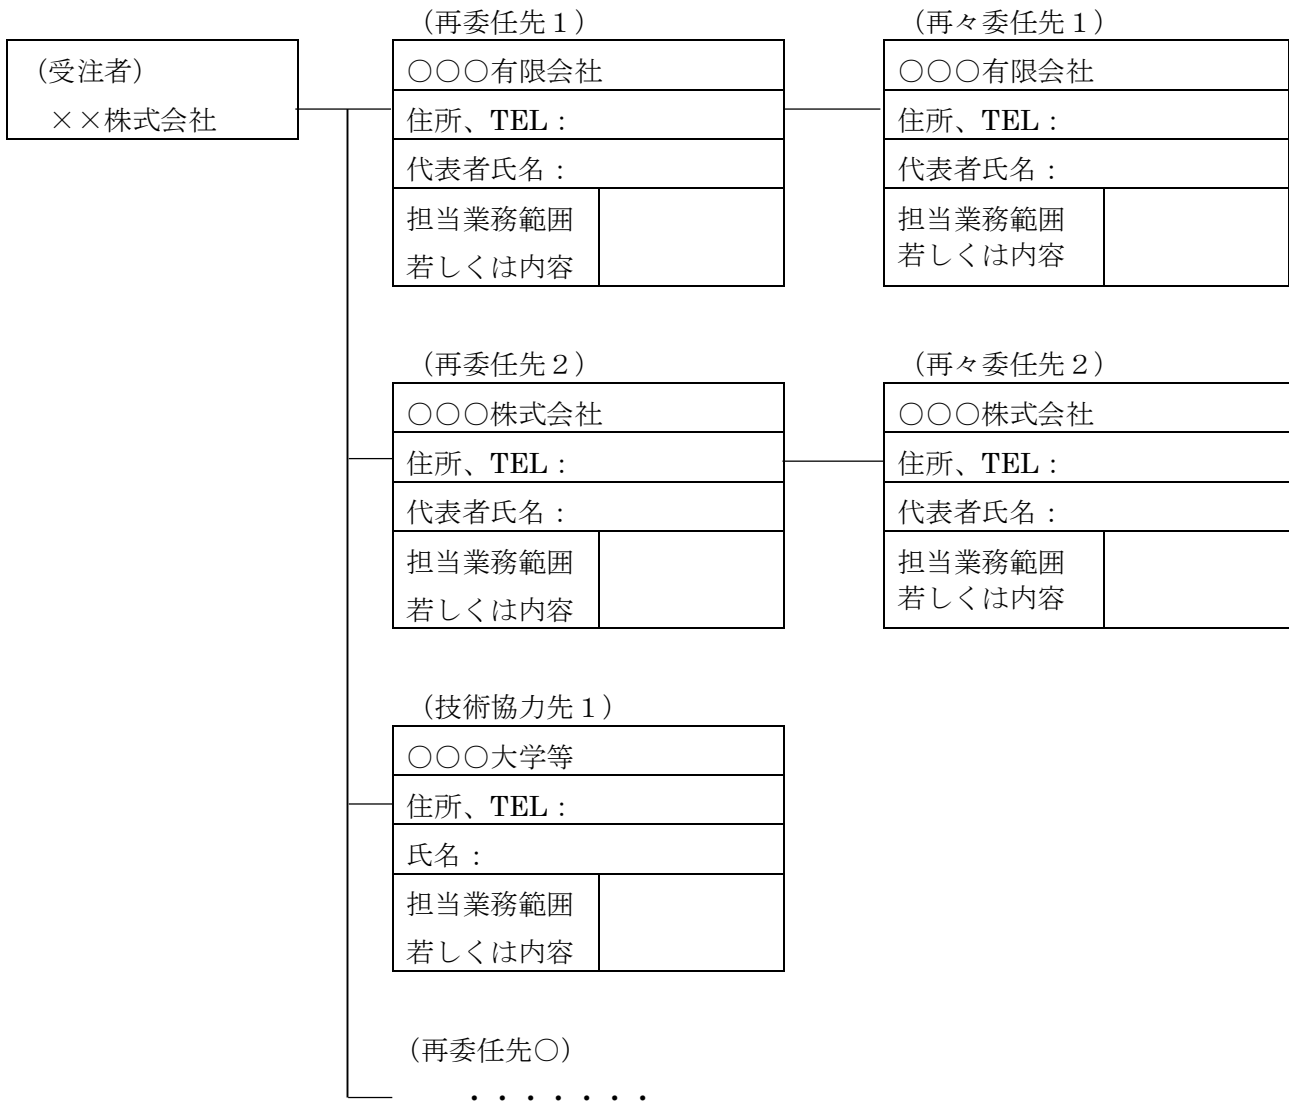 （受注者）
××株式会社
（再委任先１）
○○○有限会社
住所、TEL：
代表者氏名：
担当業務範囲
若しくは内容
（再々委任先１）
○○○有限会社
住所、TEL：
代表者氏名：
担当業務範囲
若しくは内容
（再委任先２）
○○○株式会社
住所、TEL：
代表者氏名：
担当業務範囲
若しくは内容
（再々委任先２）
○○○株式会社
住所、TEL：
代表者氏名：
担当業務範囲
若しくは内容
（技術協力先１）
○○○大学等
住所、TEL：
氏名：
担当業務範囲
若しくは内容
（再委任先○）
・・・・・・・